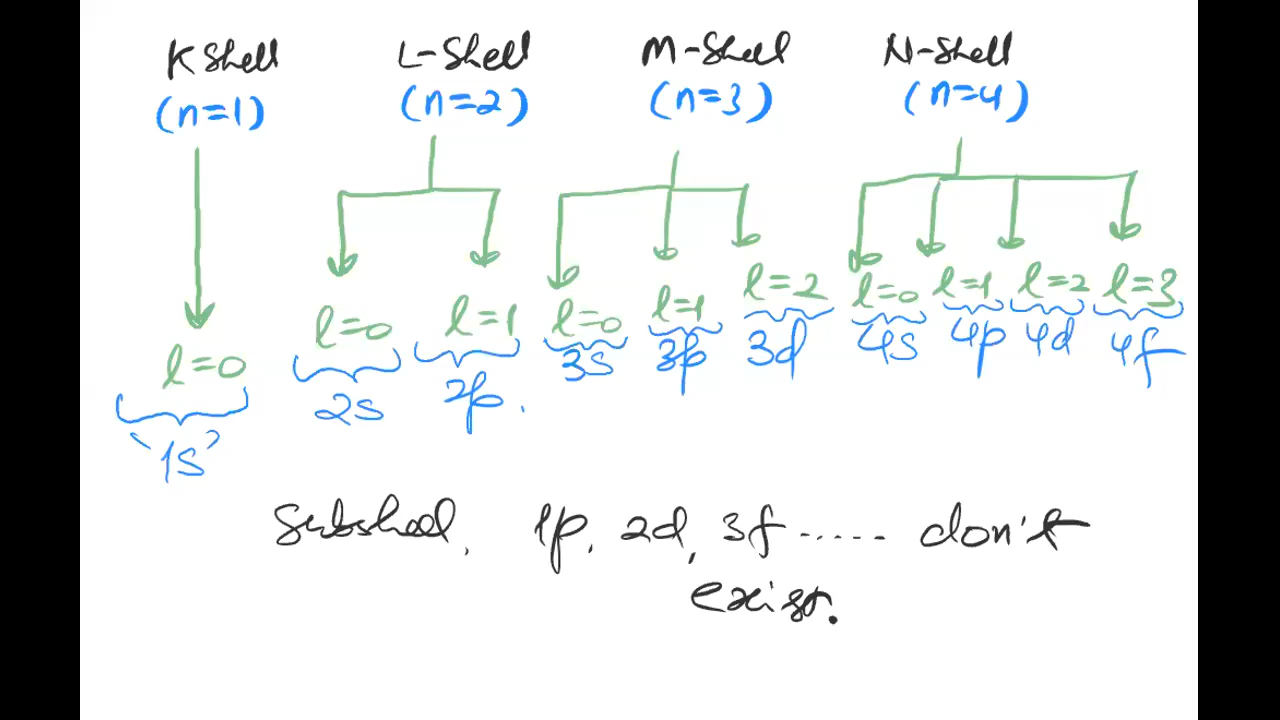 K Shell L-Shell M-Shell N-Shell
(n=1) (n=2) (n=3) (n=4)
l=0 l=0 l=1 l=0 l=1 l=2 l=0 l=1 l=2 l=3
'1s' 2s 2p. 3s 3p 3d 4s 4p 4d 4f
Subshell, 1p, 2d, 3f ...... don't
exist.